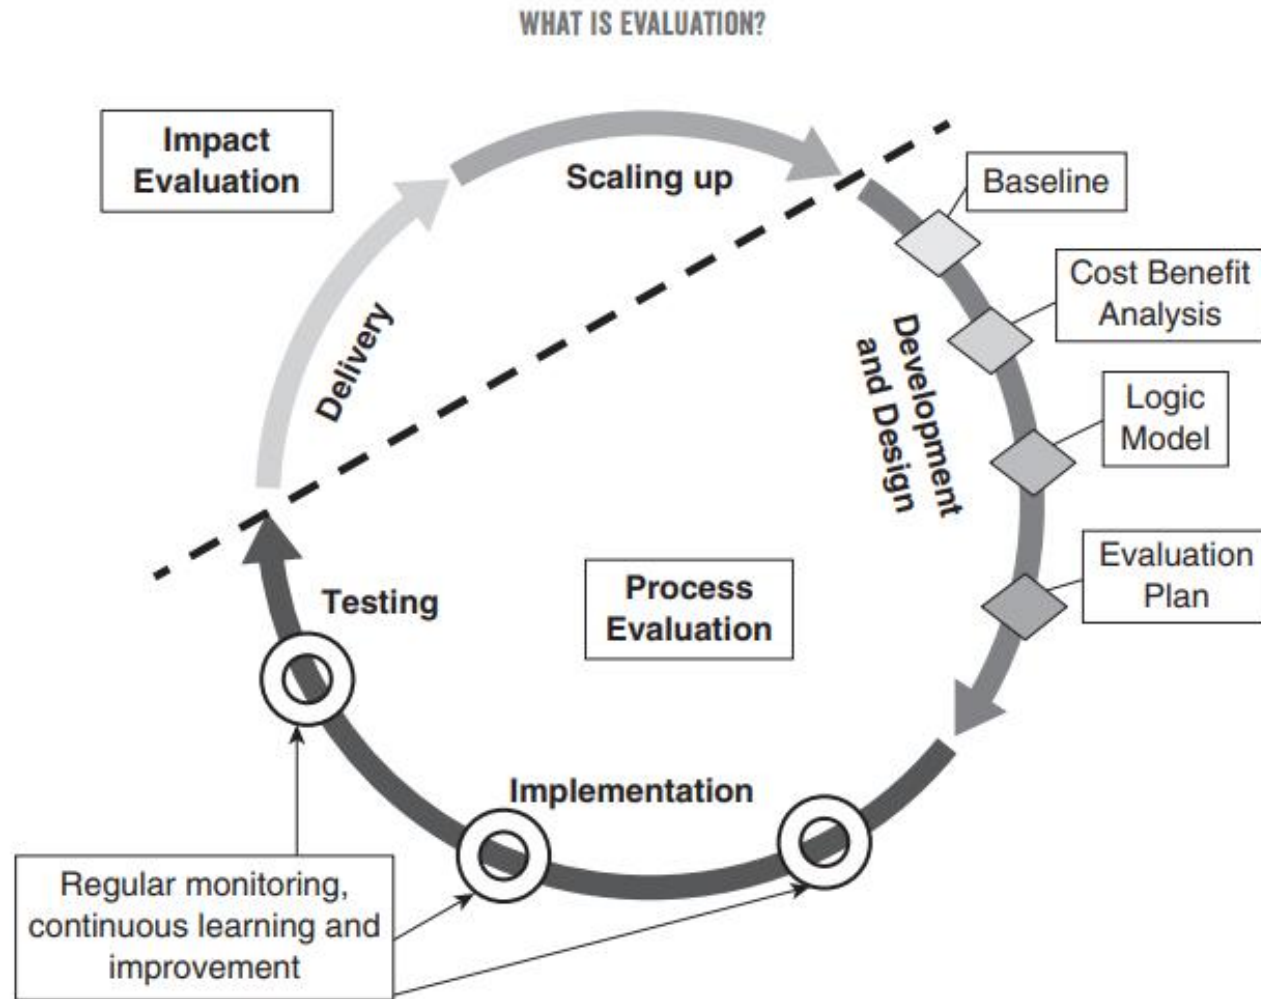 WHAT IS EVALUATION?
Impact
Evaluation
Scaling up
Baseline
Cost Benefit
Analysis
Delivery
Development
and Design
Logic
Model
Evaluation
Plan
Process
Evaluation
Testing
Implementation
Regular monitoring,
continuous learning and
improvement